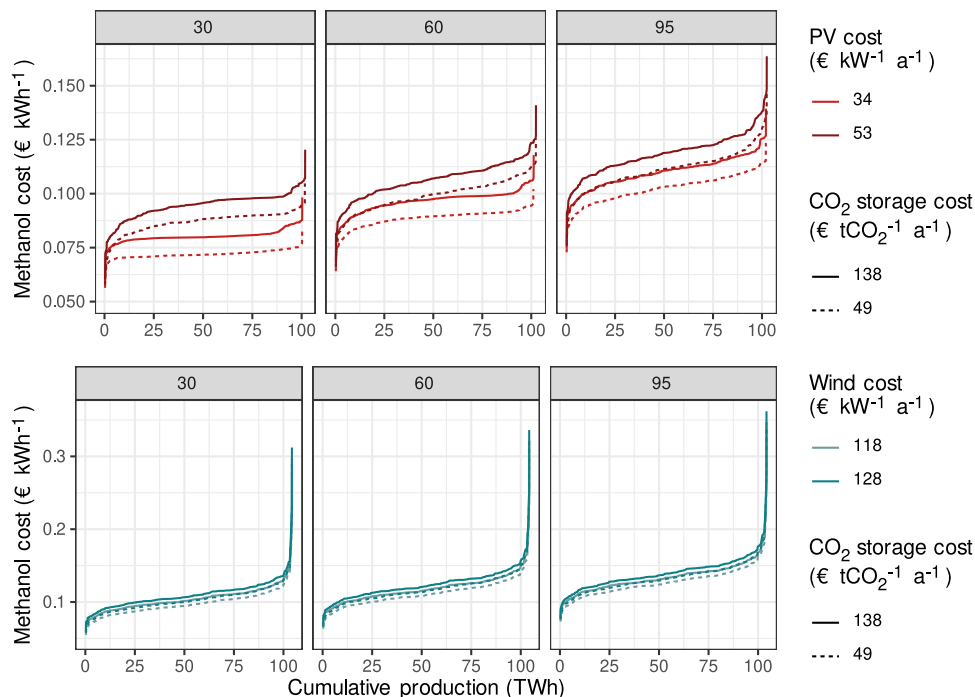 30 60 95
Methanol cost (€ kWh⁻¹)
0.150
0.125
0.100
0.075
0.050
0 25 50 75 100 0 25 50 75 100 0 25 50 75 100
PV cost
(€ kW⁻¹ a⁻¹)
34
53
CO₂ storage cost
(€ tCO₂⁻¹ a⁻¹)
138
49
30 60 95
Methanol cost (€ kWh⁻¹)
0.3
0.2
0.1
0 25 50 75 100 0 25 50 75 100 0 25 50 75 100
Cumulative production (TWh)
Wind cost
(€ kW⁻¹ a⁻¹)
118
128
CO₂ storage cost
(€ tCO₂⁻¹ a⁻¹)
138
49